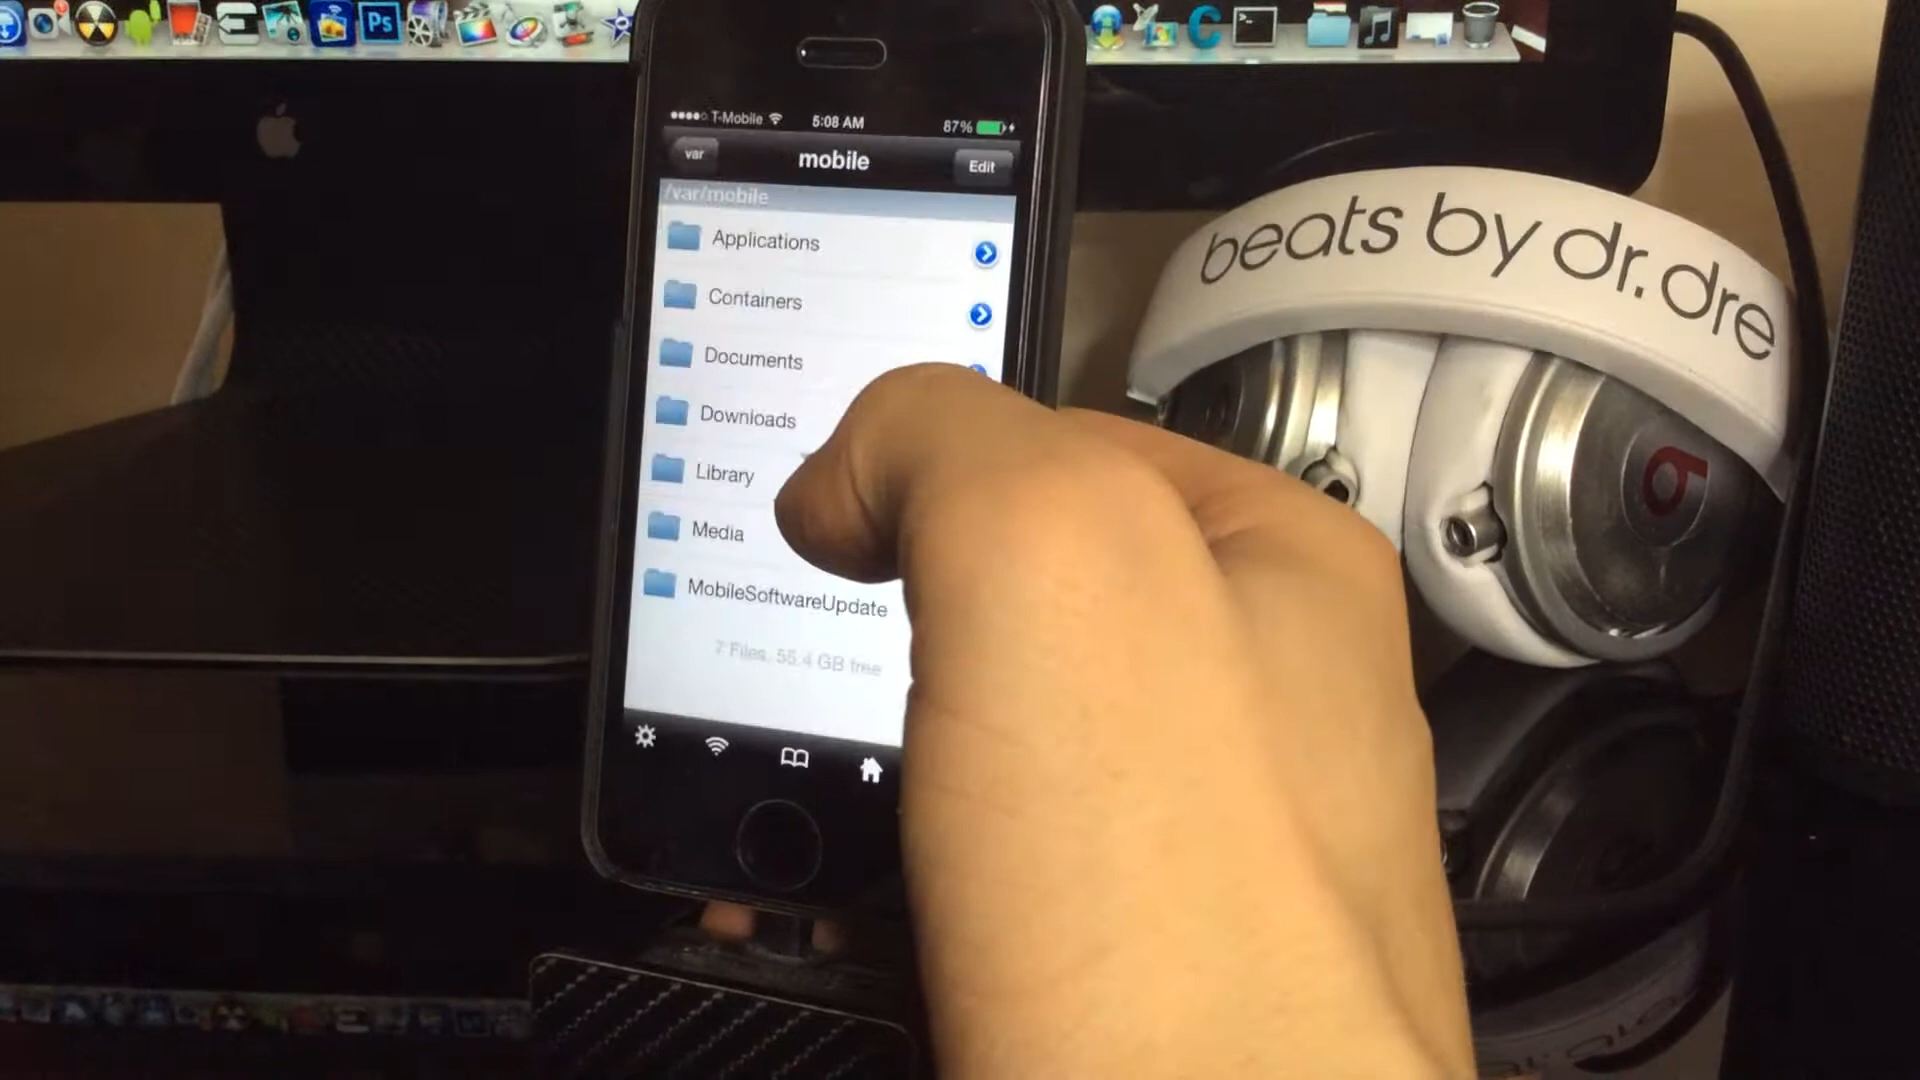 Ps
T-Mobile 5:08 AM 87%
var mobile Edit
/var/mobile
Applications
Containers
Documents
Downloads
Library
Media
MobileSoftwareUpdate
7 Files, 55.4 GB free
beats by dr. dre
b